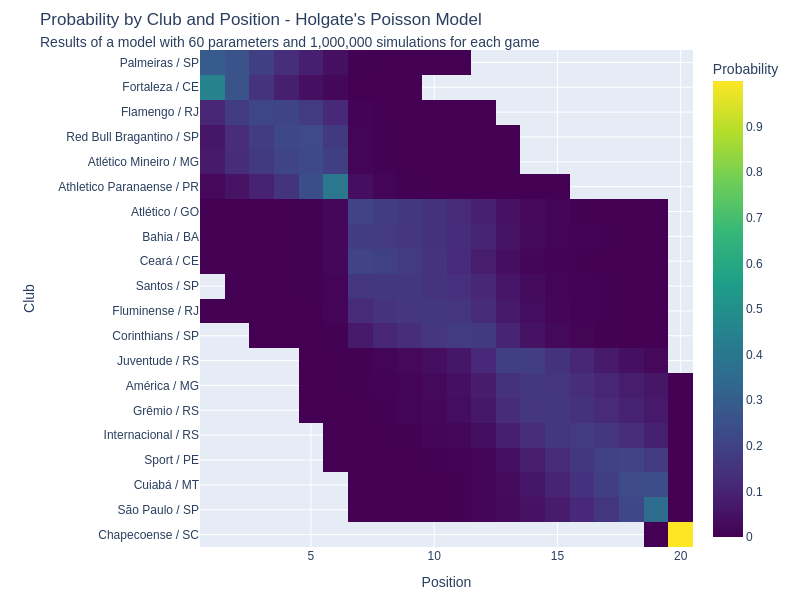 Probability by Club and Position - Holgate's Poisson Model
Results of a model with 60 parameters and 1,000,000 simulations for each game
Probability
Palmeiras / SP
Fortaleza / CE
Flamengo / RJ
Red Bull Bragantino / SP
Atlético Mineiro / MG
Athletico Paranaense / PR
Atlético / GO
Bahia / BA
Ceará / CE
Santos / SP
Fluminense / RJ
Corinthians / SP
Juventude / RS
América / MG
Grêmio / RS
Internacional / RS
Sport / PE
Cuiabá / MT
São Paulo / SP
Chapecoense / SC
Club
5
10
15
20
Position
0.9
0.8
0.7
0.6
0.5
0.4
0.3
0.2
0.1
0